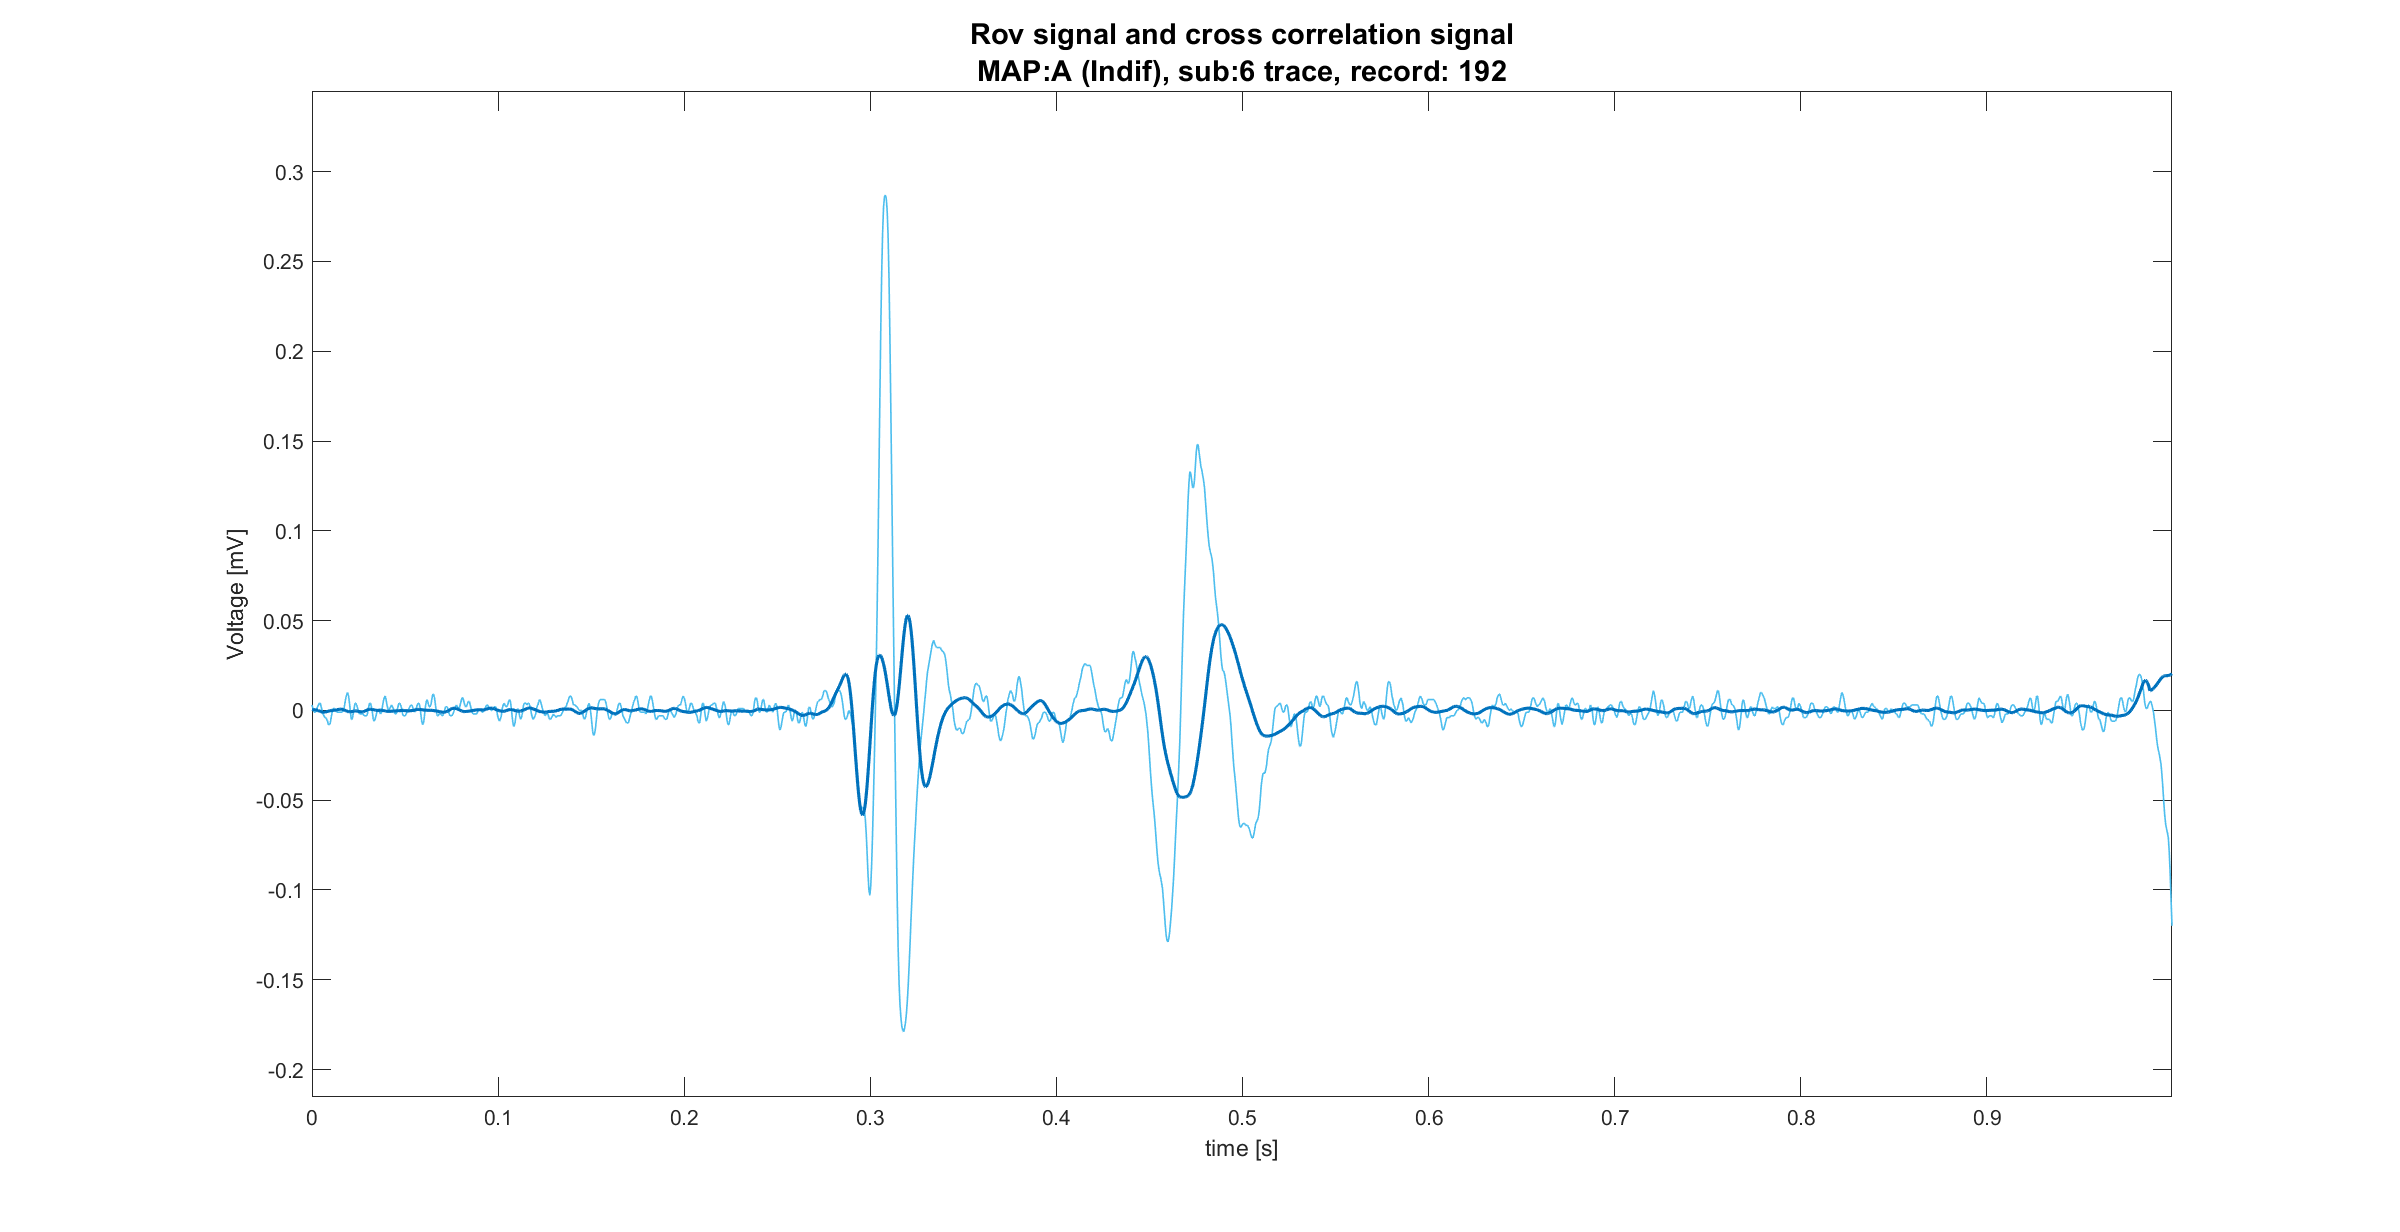 Rov signal and cross correlation signal
MAP:A (Indif), sub:6 trace, record: 192
0.3
0.25
0.2
0.15
0.1
0.05
0
-0.05
-0.1
-0.15
-0.2
Voltage [mV]
0 0.1 0.2 0.3 0.4 0.5 0.6 0.7 0.8 0.9
time [s]